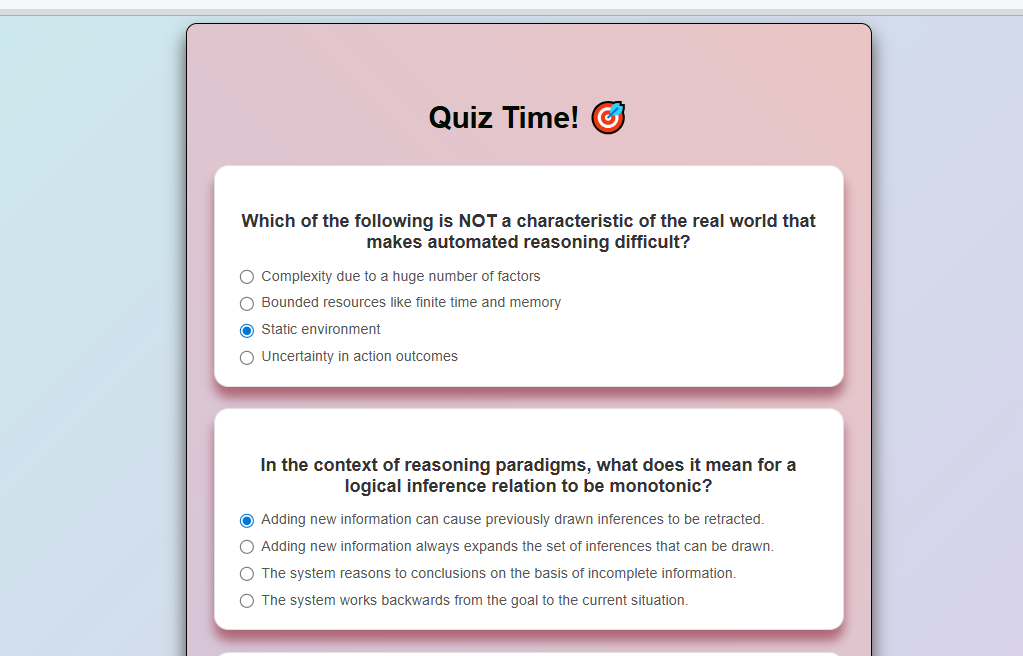 Quiz Time! 🎯
Which of the following is NOT a characteristic of the real world that
makes automated reasoning difficult?
Complexity due to a huge number of factors
Bounded resources like finite time and memory
Static environment
Uncertainty in action outcomes
In the context of reasoning paradigms, what does it mean for a
logical inference relation to be monotonic?
Adding new information can cause previously drawn inferences to be retracted.
Adding new information always expands the set of inferences that can be drawn.
The system reasons to conclusions on the basis of incomplete information.
The system works backwards from the goal to the current situation.